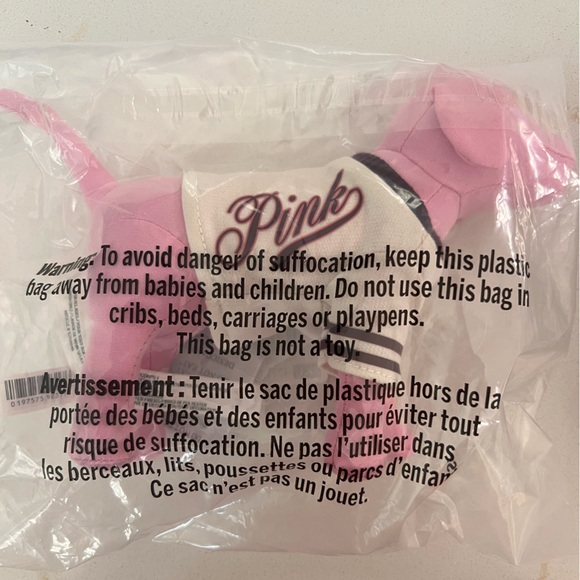 Pink
Warning: To avoid danger of suffocation, keep this plastic
bag away from babies and children. Do not use this bag in
cribs, beds, carriages or playpens.
This bag is not a toy.
Avertissement : Tenir le sac de plastique hors de la
portée des bébés et des enfants pour éviter tout
risque de suffocation. Ne pas l'utiliser dans
les berceaux, lits, poussettes ou parcs d'enfant
Ce sac n'est pas un jouet.